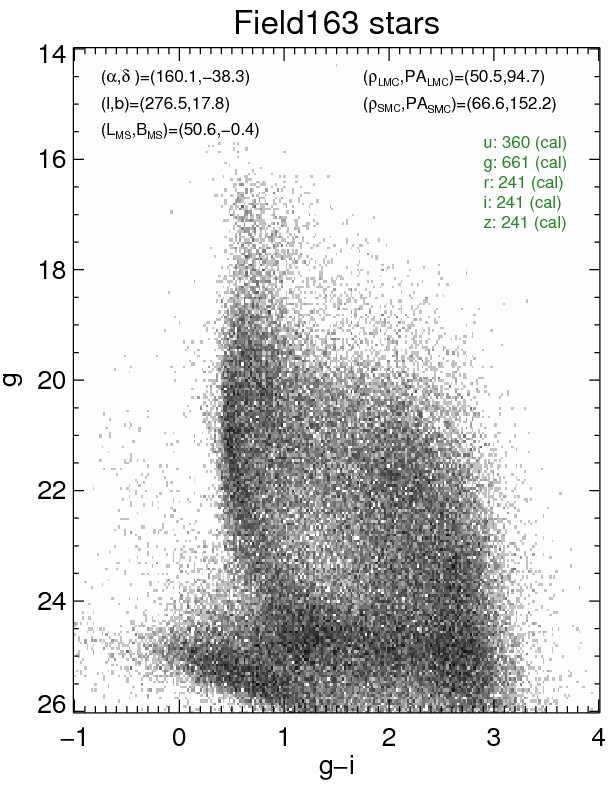 Field163 stars
(α,δ)=(160.1,−38.3)
(ρLMC,PALMC)=(50.5,94.7)
(l,b)=(276.5,17.8)
(ρSMC,PASMC)=(66.6,152.2)
(LMS,BMS)=(50.6,−0.4)
u: 360 (cal)
g: 661 (cal)
r: 241 (cal)
i: 241 (cal)
z: 241 (cal)
14
16
18
20
22
24
26
g
−1 0 1 2 3 4
g−i